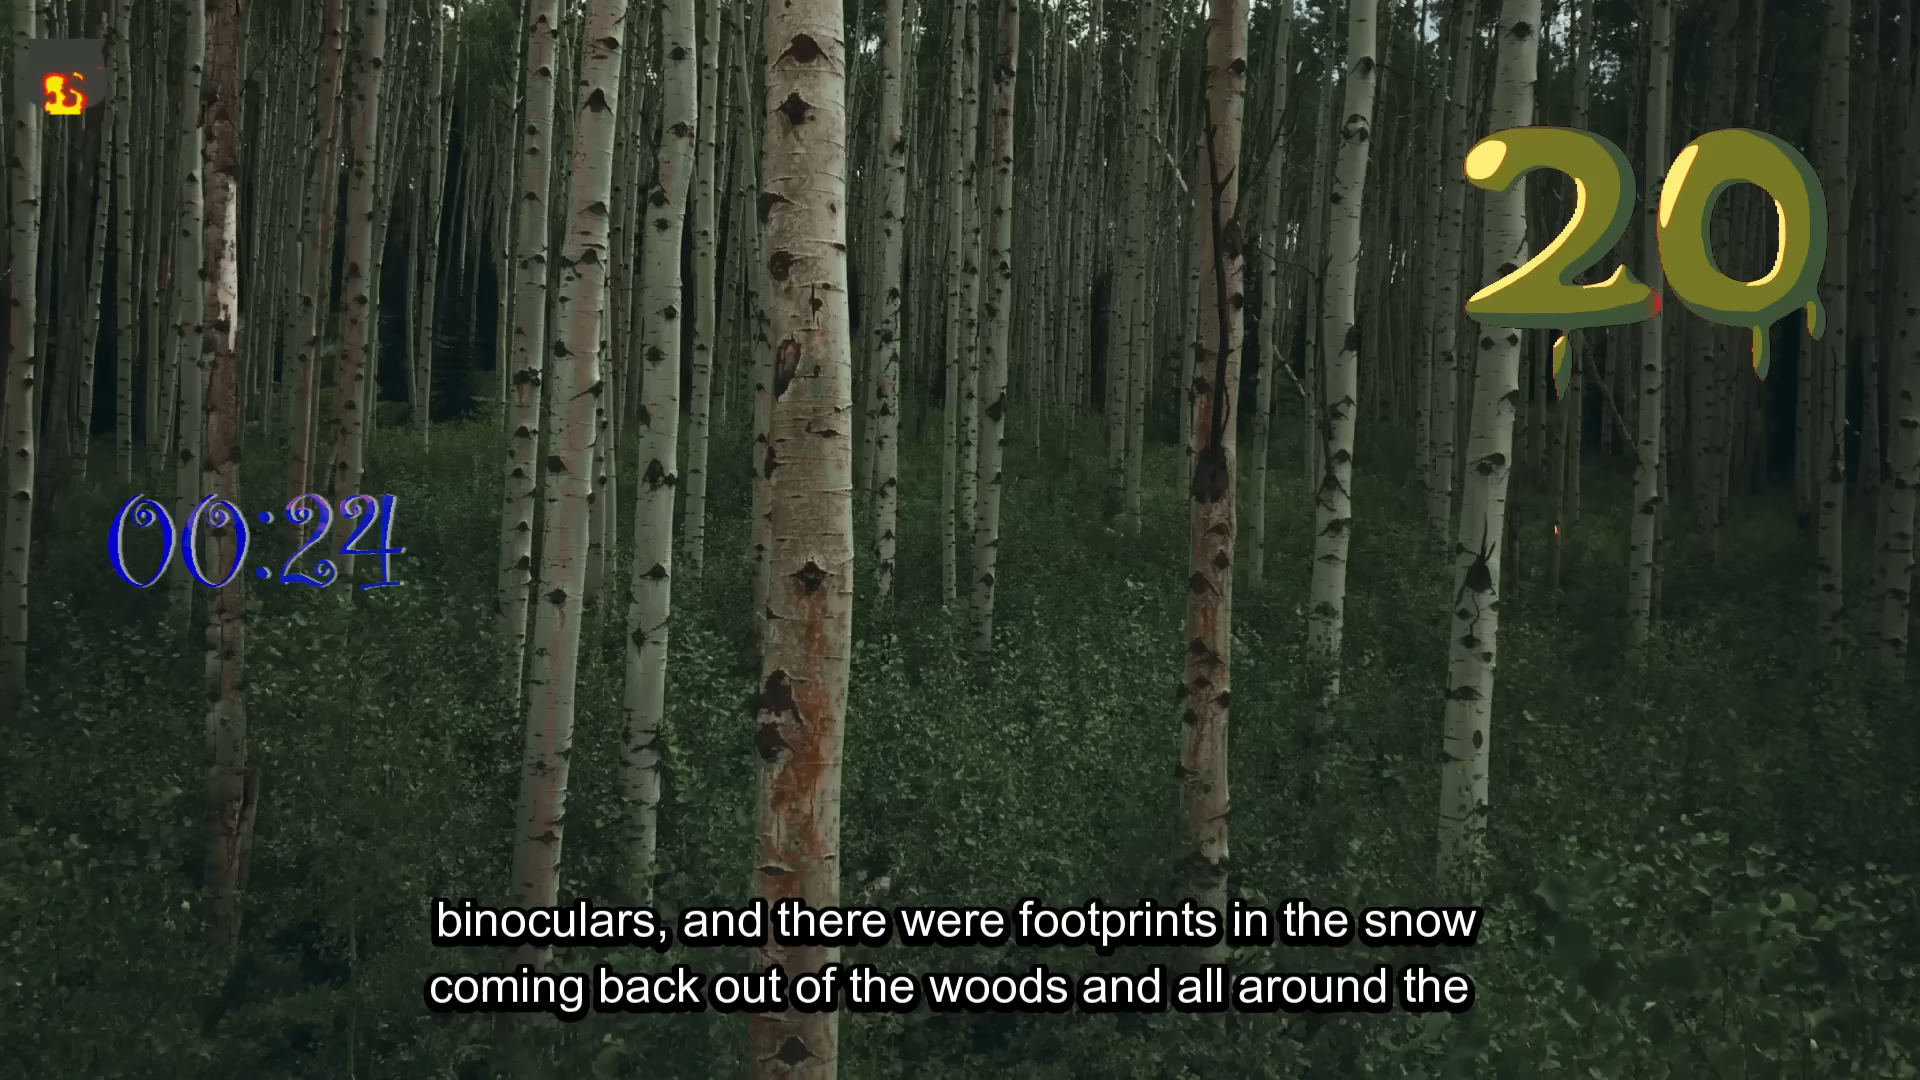 20
00:24
binoculars, and there were footprints in the snow
coming back out of the woods and all around the